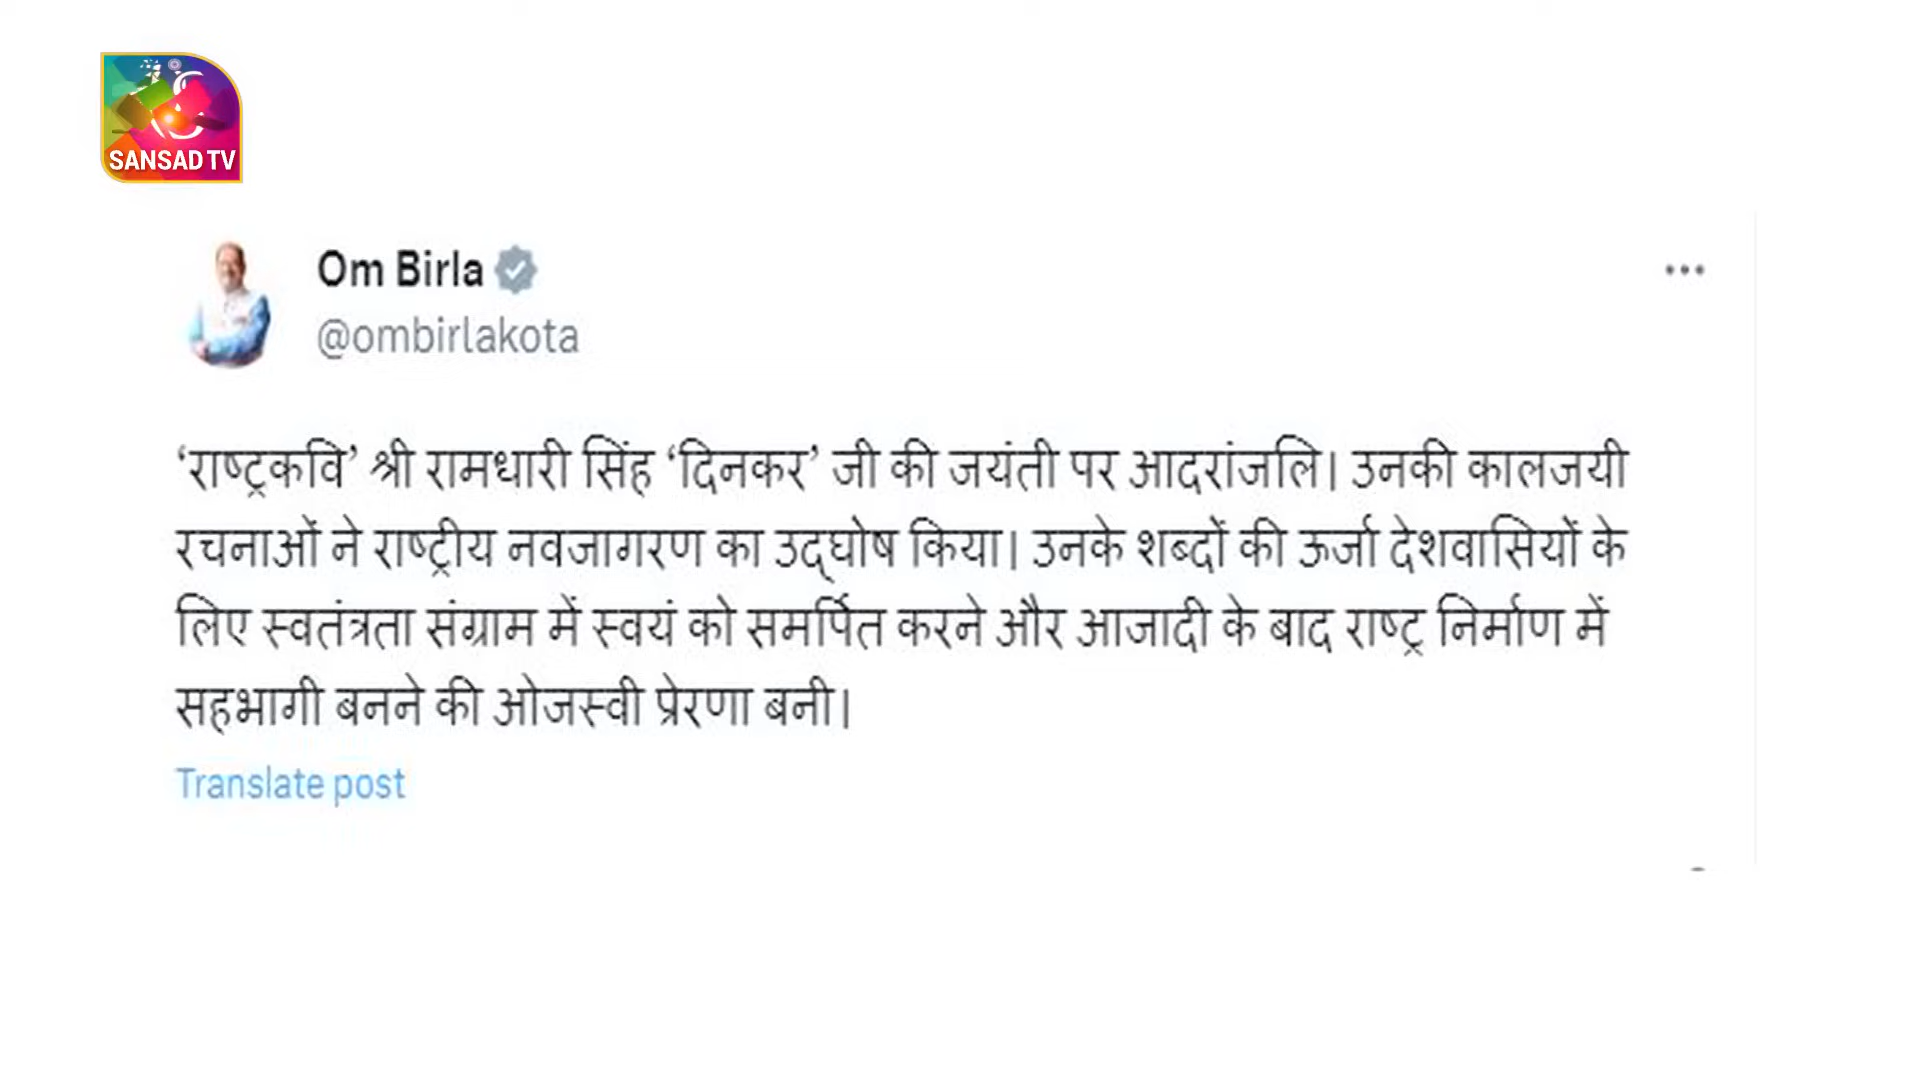 SANSAD TV
Om Birla
@ombirlakota
‘राष्ट्रकवि’ श्री रामधारी सिंह ‘दिनकर’ जी की जयंती पर आदरांजलि। उनकी कालजयी
रचनाओं ने राष्ट्रीय नवजागरण का उद्घोष किया। उनके शब्दों की ऊर्जा देशवासियों के
लिए स्वतंत्रता संग्राम में स्वयं को समर्पित करने और आजादी के बाद राष्ट्र निर्माण में
सहभागी बनने की ओजस्वी प्रेरणा बनी।
Translate post